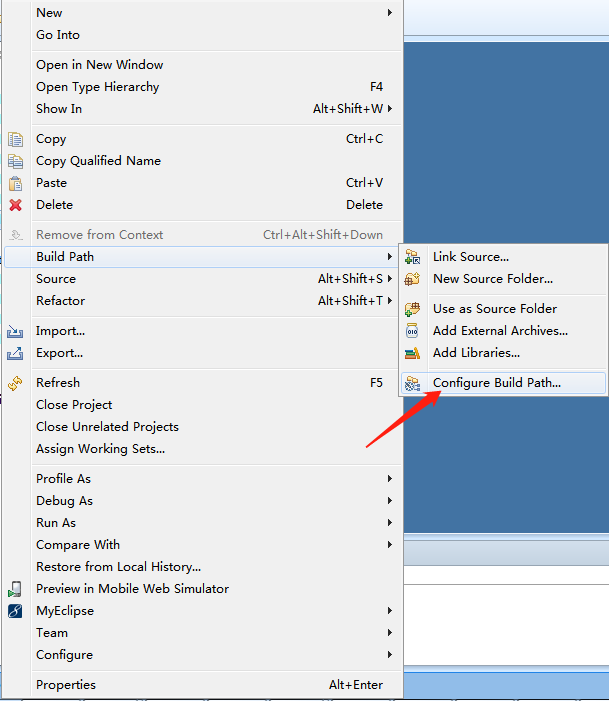 New
Go Into
Open in New Window
Open Type Hierarchy F4
Show In Alt+Shift+W
Copy Ctrl+C
Copy Qualified Name
Paste Ctrl+V
Delete Delete
Remove from Context Ctrl+Alt+Shift+Down
Build Path
Source Alt+Shift+S
Refactor Alt+Shift+T
Import...
Export...
Refresh F5
Close Project
Close Unrelated Projects
Assign Working Sets...
Profile As
Debug As
Run As
Compare With
Restore from Local History...
Preview in Mobile Web Simulator
MyEclipse
Team
Configure
Properties Alt+Enter
Link Source...
New Source Folder...
Use as Source Folder
Add External Archives...
Add Libraries...
Configure Build Path...